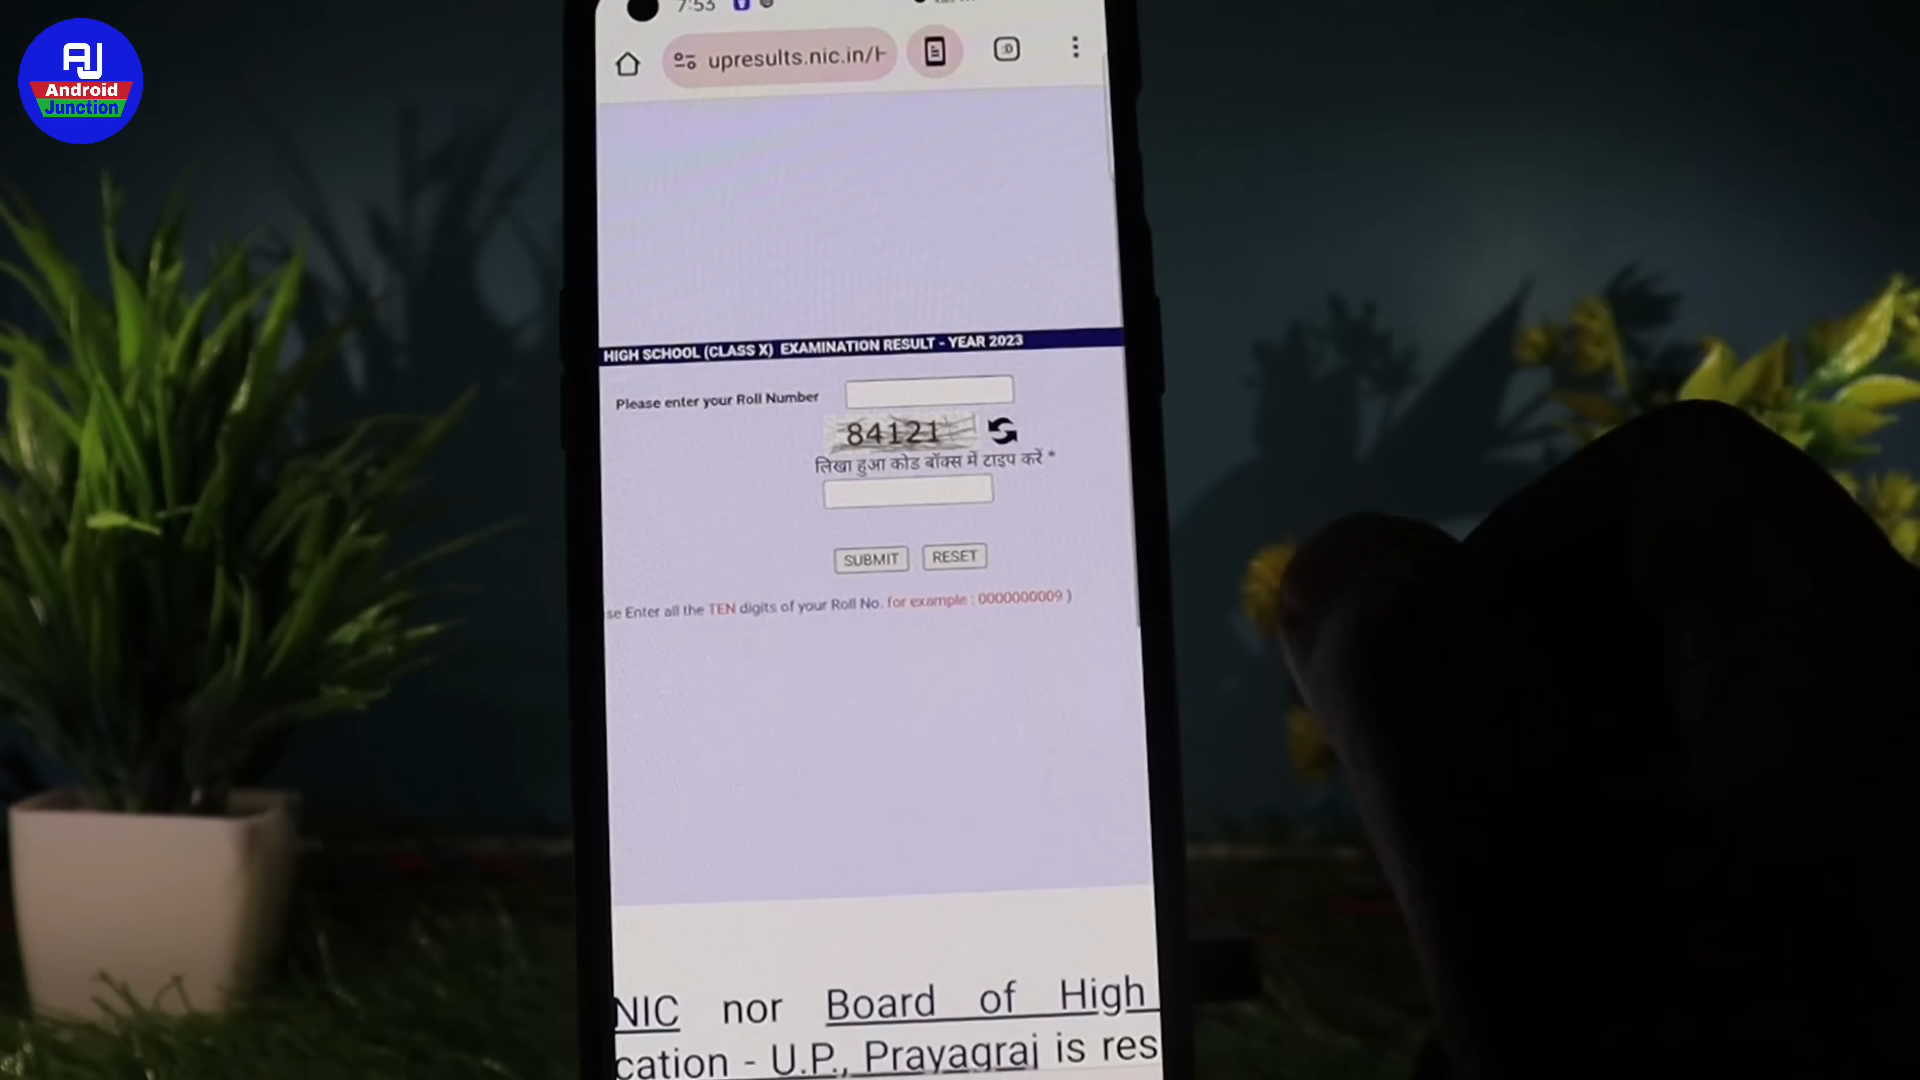 AJ
Android
Junction
7:53
upresults.nic.in/H
:D
HIGH SCHOOL (CLASS X) EXAMINATION RESULT - YEAR 2023
Please enter your Roll Number
84121
लिखा हुआ कोड बॉक्स में टाइप करें *
SUBMIT RESET
se Enter all the TEN digits of your Roll No. for example : 0000000009 )
NIC nor Board of High
cation - U.P., Prayagraj is res